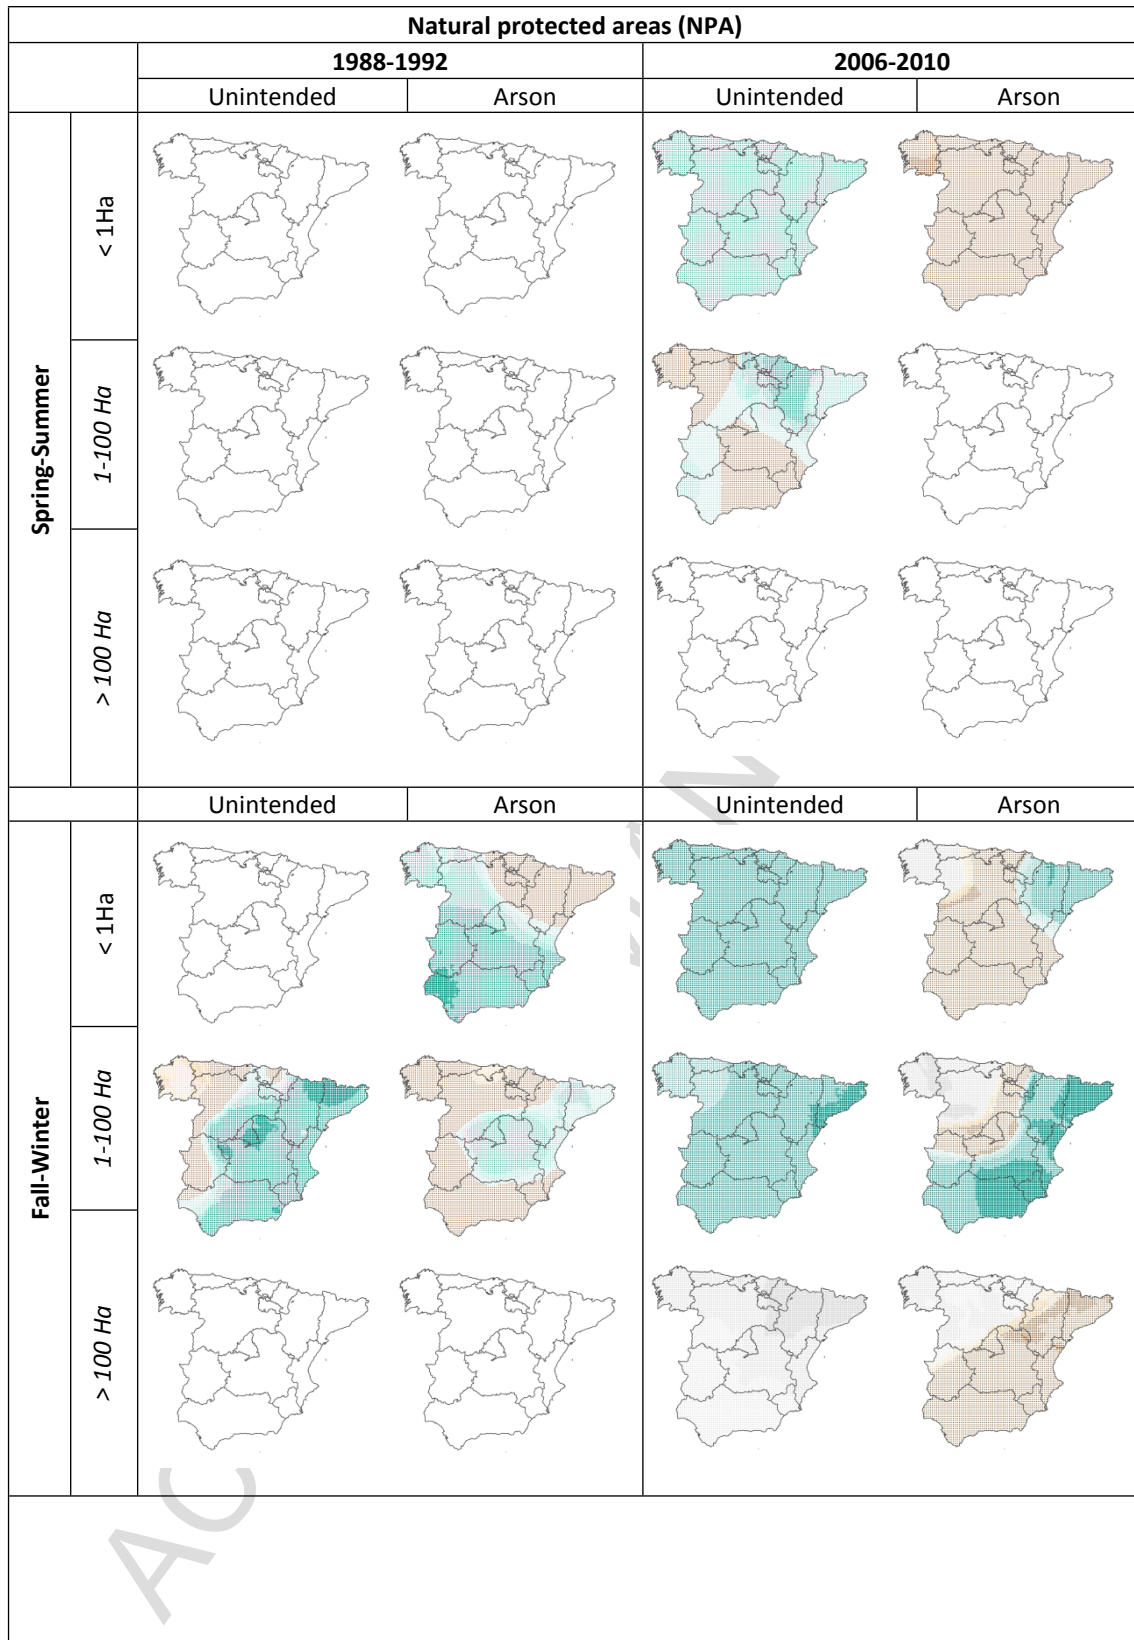 Natural protected areas (NPA)
1988-1992 2006-2010
Unintended Arson Unintended Arson
Spring-Summer
< 1Ha
1-100 Ha
> 100 Ha
Unintended Arson Unintended Arson
Fall-Winter
< 1Ha
1-100 Ha
> 100 Ha
AC